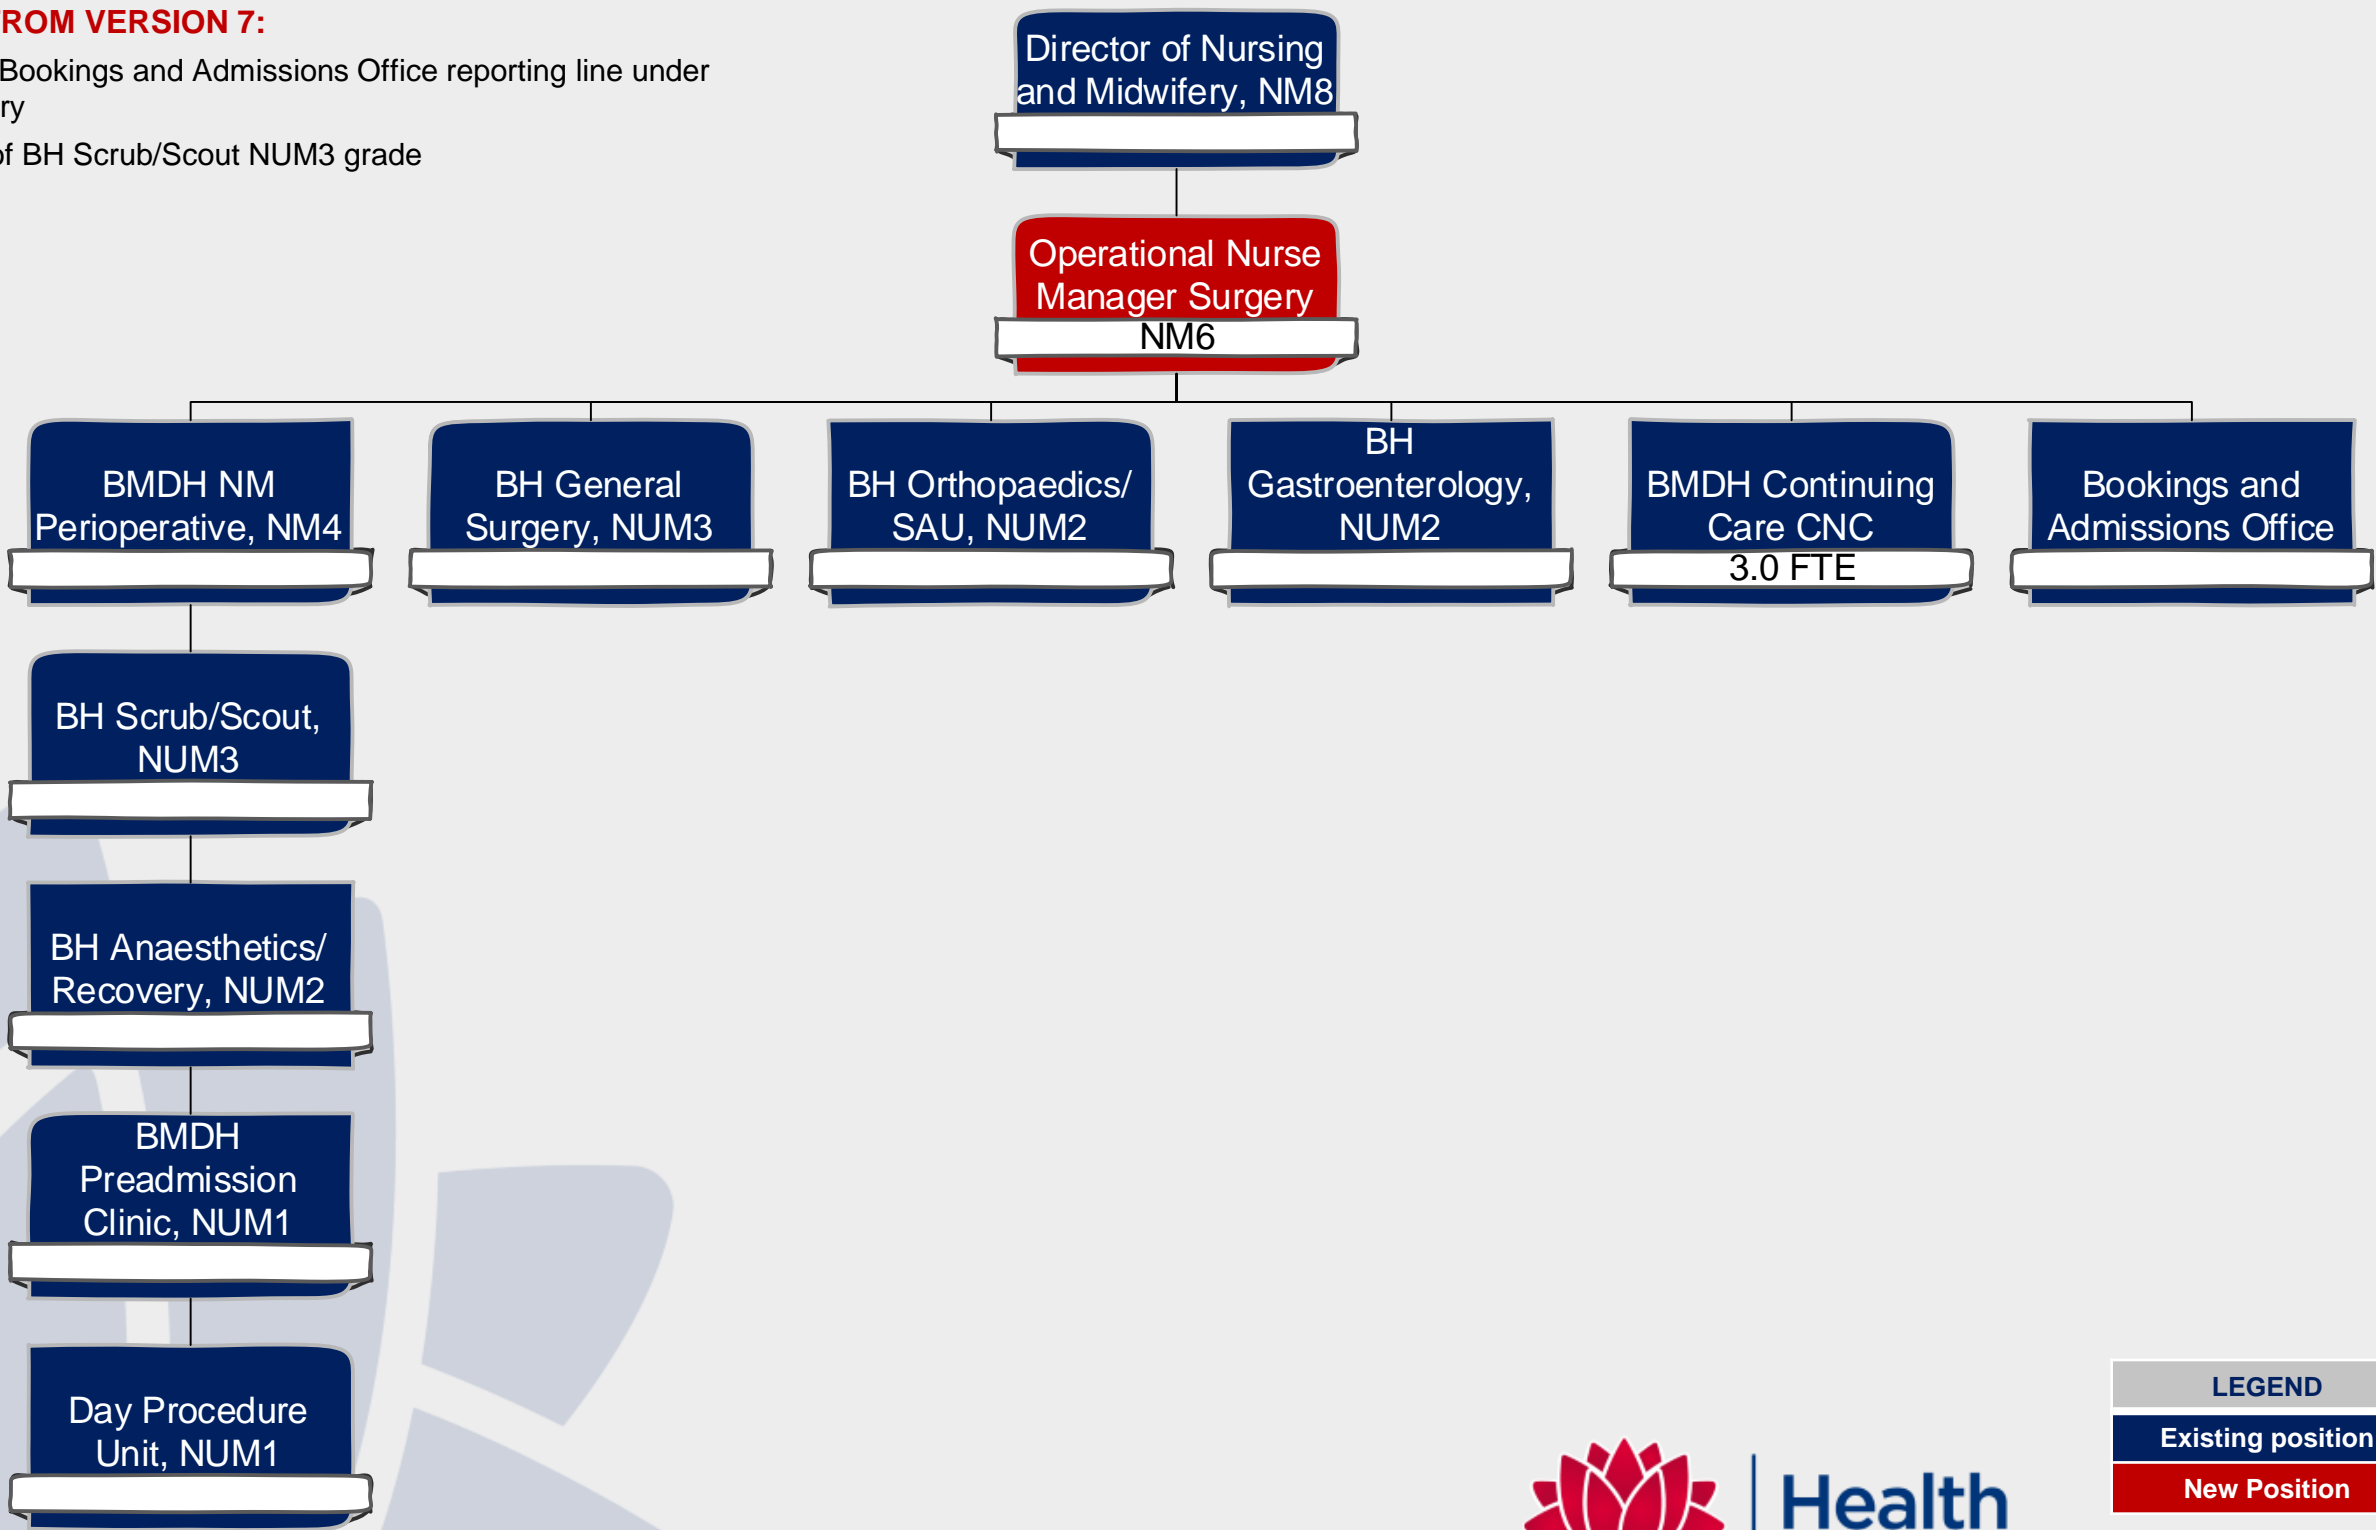 ROM VERSION 7:
Bookings and Admissions Office reporting line under
ry
of BH Scrub/Scout NUM3 grade
Director of Nursing
and Midwifery, NM8
Operational Nurse
Manager Surgery
NM6
BMDH NM
Perioperative, NM4
BH General
Surgery, NUM3
BH Orthopaedics/
SAU, NUM2
BH
Gastroenterology,
NUM2
BMDH Continuing
Care CNC
3.0 FTE
Bookings and
Admissions Office
BH Scrub/Scout,
NUM3
BH Anaesthetics/
Recovery, NUM2
BMDH
Preadmission
Clinic, NUM1
Day Procedure
Unit, NUM1
Health
LEGEND
Existing position
New Position